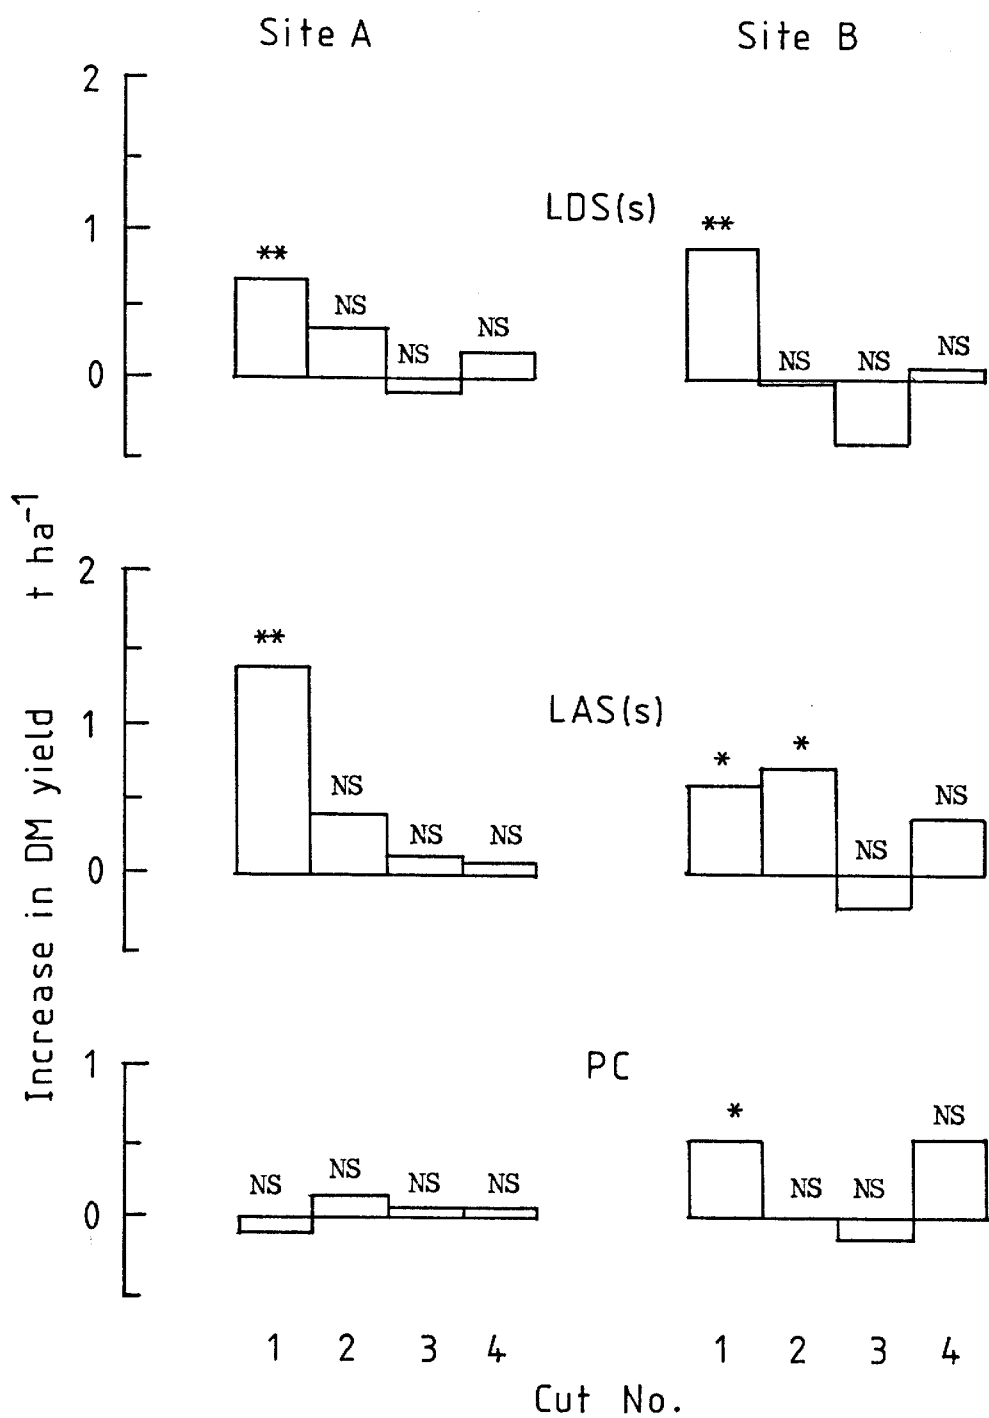 Site A Site B
2
LDS(s)
1
** **
NS NS NS NS NS NS
0
Increase in DM yield t ha⁻¹
2
**
LAS(s)
1
* *
NS NS NS NS NS
0
1
PC
* NS
NS NS NS NS NS NS
0
1 2 3 4 1 2 3 4
Cut No.